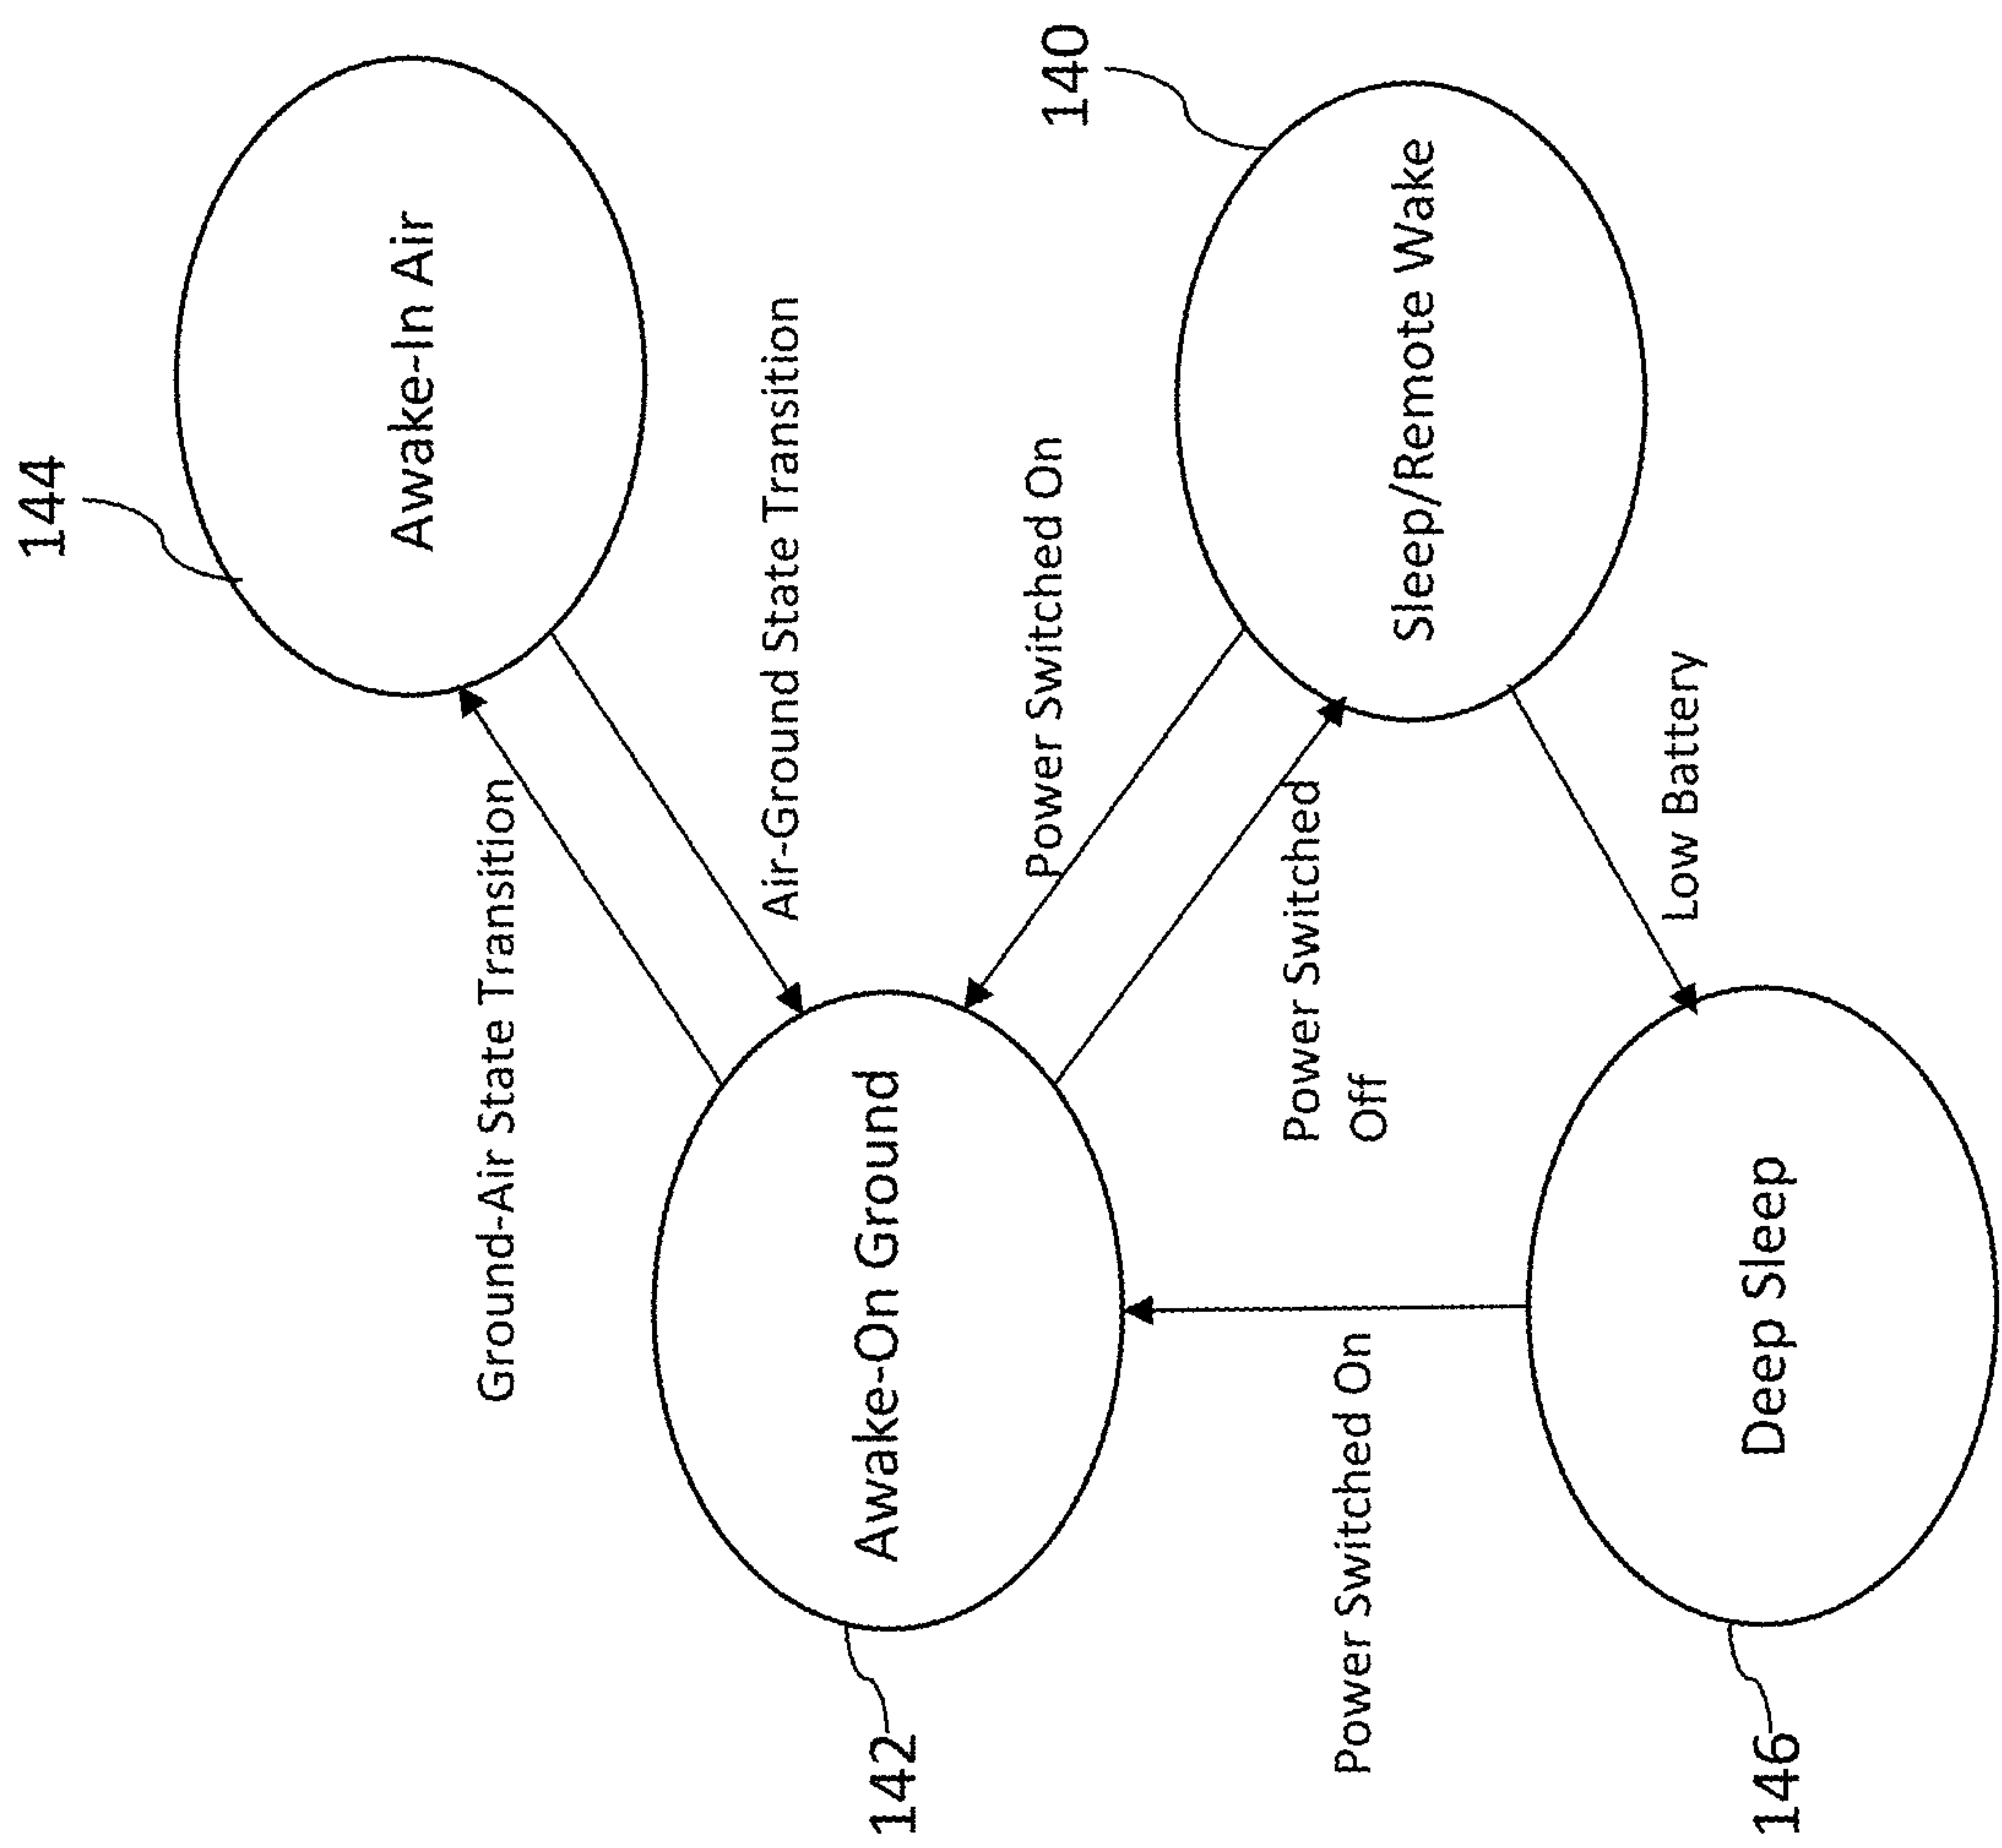 144
Awake-In Air
Ground-Air State Transition
Air-Ground State Transition
142
Awake-On Ground
Power Switched On
140
Sleep/Remote Wake
Power Switched
Off
Power Switched On
Low Battery
146
Deep Sleep